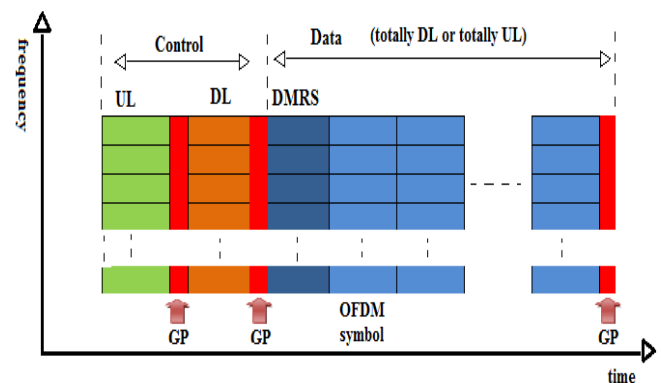 Control
Data (totally DL or totally UL)
UL
DL
DMRS
frequency
OFDM
symbol
GP
GP
GP
time